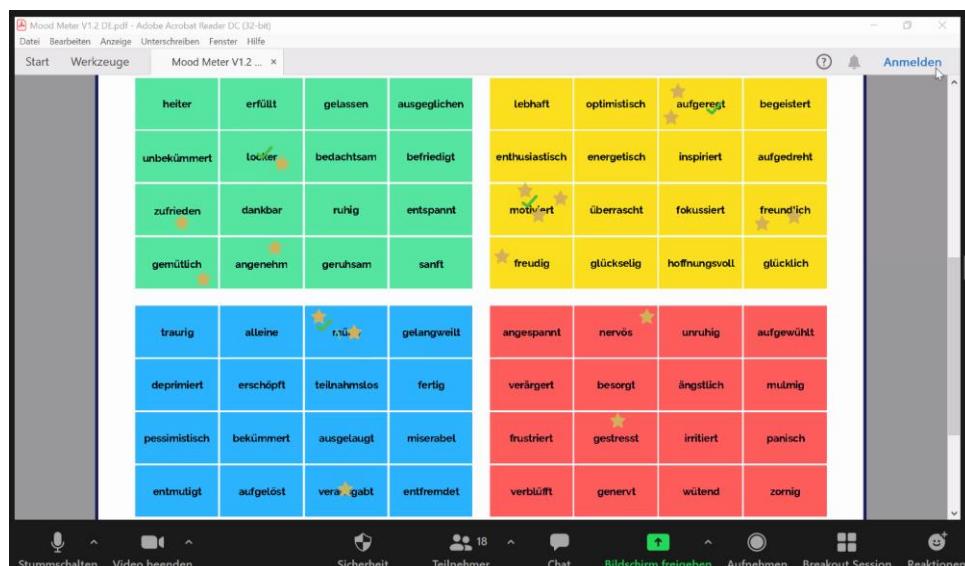 Mood Meter V1.2 DE.pdf - Adobe Acrobat Reader DC (32-bit)
Datei Bearbeiten Anzeige Unterschreiben Fenster Hilfe
Start Werkzeuge Mood Meter V1.2 ... × Anmelden
heiter erfüllt gelassen ausgeglichen lebhaft optimistisch aufgeregt begeistert
unbekümmert locker bedachtsam befriedigt enthusiastisch energetisch inspiriert aufgedreht
zufrieden dankbar ruhig entspannt motiviert überrascht fokussiert freundlich
gemütlich angenehm geruhsam sanft freudig glückselig hoffnungsvoll glücklich
traurig alleine gelangweilt angespannt nervös unruhig aufgewühlt
deprimiert erschöpft teilnahmslos fertig verärgert besorgt ängstlich mulmig
pessimistisch bekümmert ausgelaugt miserabel frustriert gestresst irritiert panisch
entmutigt aufgelöst entfremdet verblüfft genervt wütend zornig
18
Stummschalten Video beenden Sicherheit Teilnehmer Chat Bildschirm freigeben Aufnehmen Breakout Session Reaktionen